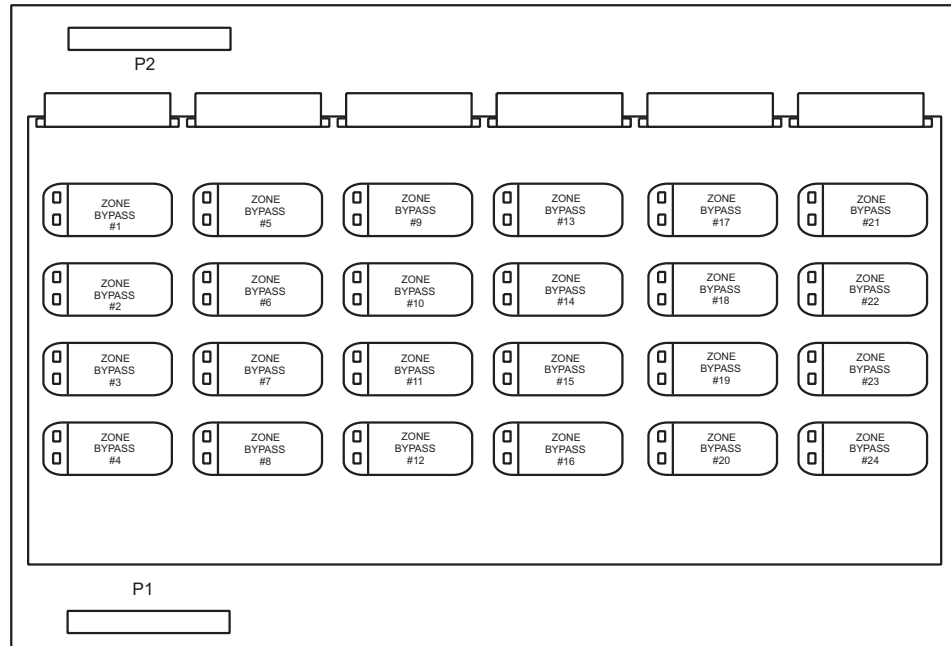 P2
ZONE
BYPASS
#1
ZONE
BYPASS
#5
ZONE
BYPASS
#9
ZONE
BYPASS
#13
ZONE
BYPASS
#17
ZONE
BYPASS
#21
ZONE
BYPASS
#2
ZONE
BYPASS
#6
ZONE
BYPASS
#10
ZONE
BYPASS
#14
ZONE
BYPASS
#18
ZONE
BYPASS
#22
ZONE
BYPASS
#3
ZONE
BYPASS
#7
ZONE
BYPASS
#11
ZONE
BYPASS
#15
ZONE
BYPASS
#19
ZONE
BYPASS
#23
ZONE
BYPASS
#4
ZONE
BYPASS
#8
ZONE
BYPASS
#12
ZONE
BYPASS
#16
ZONE
BYPASS
#20
ZONE
BYPASS
#24
P1